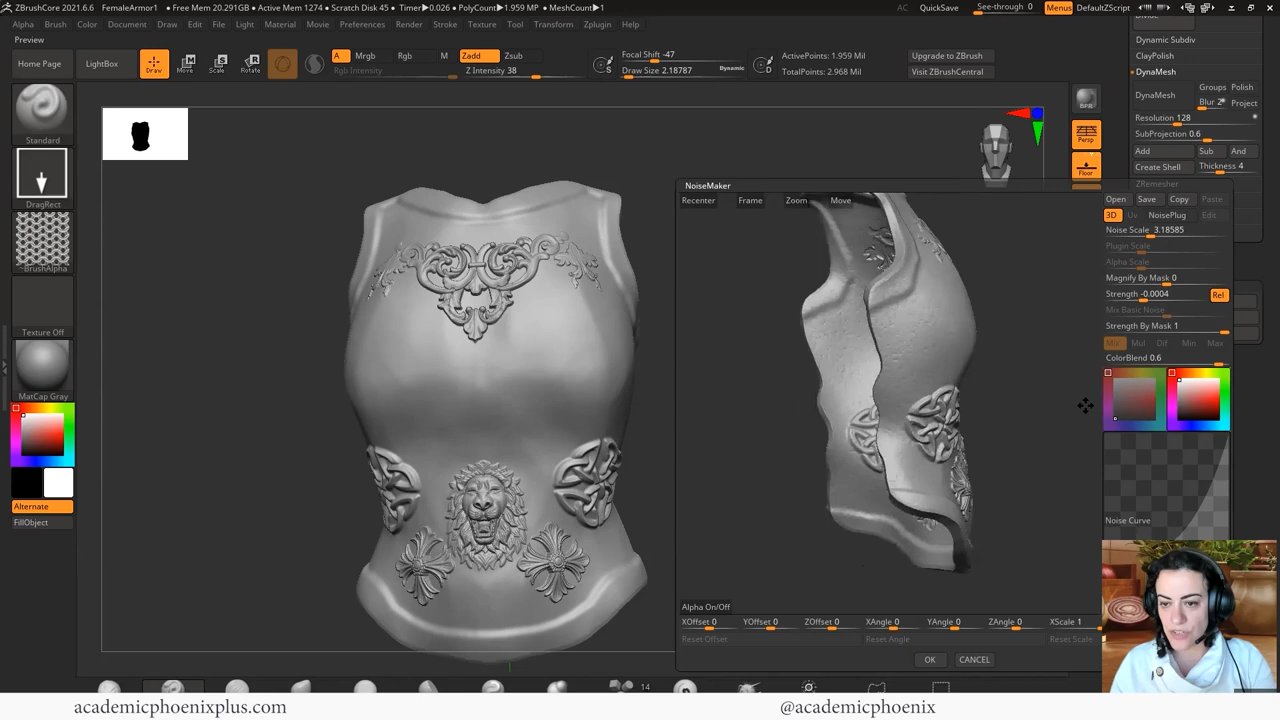 ZBrushCore 2021.6.6 FemaleArmor1 • Free Mem 20.291GB • Active Mem 1274 • Scratch Disk 45 • Timer▶0.026 • PolyCount▶1.959 MP • MeshCount▶1 AC QuickSave See-through 0 Menus DefaultZScript
Alpha Brush Color Document Draw Edit File Light Material Movie Preferences Render Stroke Texture Tool Transform Zplugin Help
Preview
Home Page LightBox Draw Move Scale Rotate
A Mrgb Rgb M Zadd Zsub
Rgb Intensity Z Intensity 38
Focal Shift -47
Draw Size 2.18787 Dynamic
ActivePoints: 1.959 Mil
TotalPoints: 2.968 Mil
Upgrade to ZBrush
Visit ZBrushCentral
Divide
Dynamic Subdiv
ClayPolish
DynaMesh
DynaMesh Groups Polish
Blur 2 Project
Resolution 128
SubProjection 0.6
Add Sub And
Create Shell Thickness 4
ZRemesher
BPR
Persp
Floor
Standard
DragRect
~BrushAlpha
Texture Off
MatCap Gray
Alternate
FillObject
NoiseMaker
Recenter Frame Zoom Move
Open Save Copy Paste
3D Uv NoisePlug Edit
Noise Scale 3.18585
Plugin Scale
Alpha Scale
Magnify By Mask 0
Strength -0.0004 Rel
Mix Basic Noise
Strength By Mask 1
Mix Mul Dif Min Max
ColorBlend 0.6
Noise Curve
Alpha On/Off
XOffset 0 YOffset 0 ZOffset 0 XAngle 0 YAngle 0 ZAngle 0 XScale 1
Reset Offset Reset Angle Reset Scale
OK CANCEL
14
academicphoenixplus.com @academicphoenix